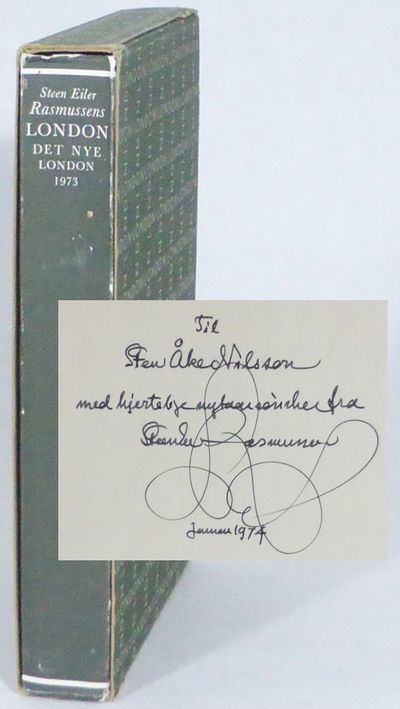 Steen Eiler
Rasmussens
LONDON
DET NYE
LONDON
1973
Til
Sten Åke Nilsson
med hjertelige nytaarsønsker fra
Steen Eiler Rasmussen
Januar 1974